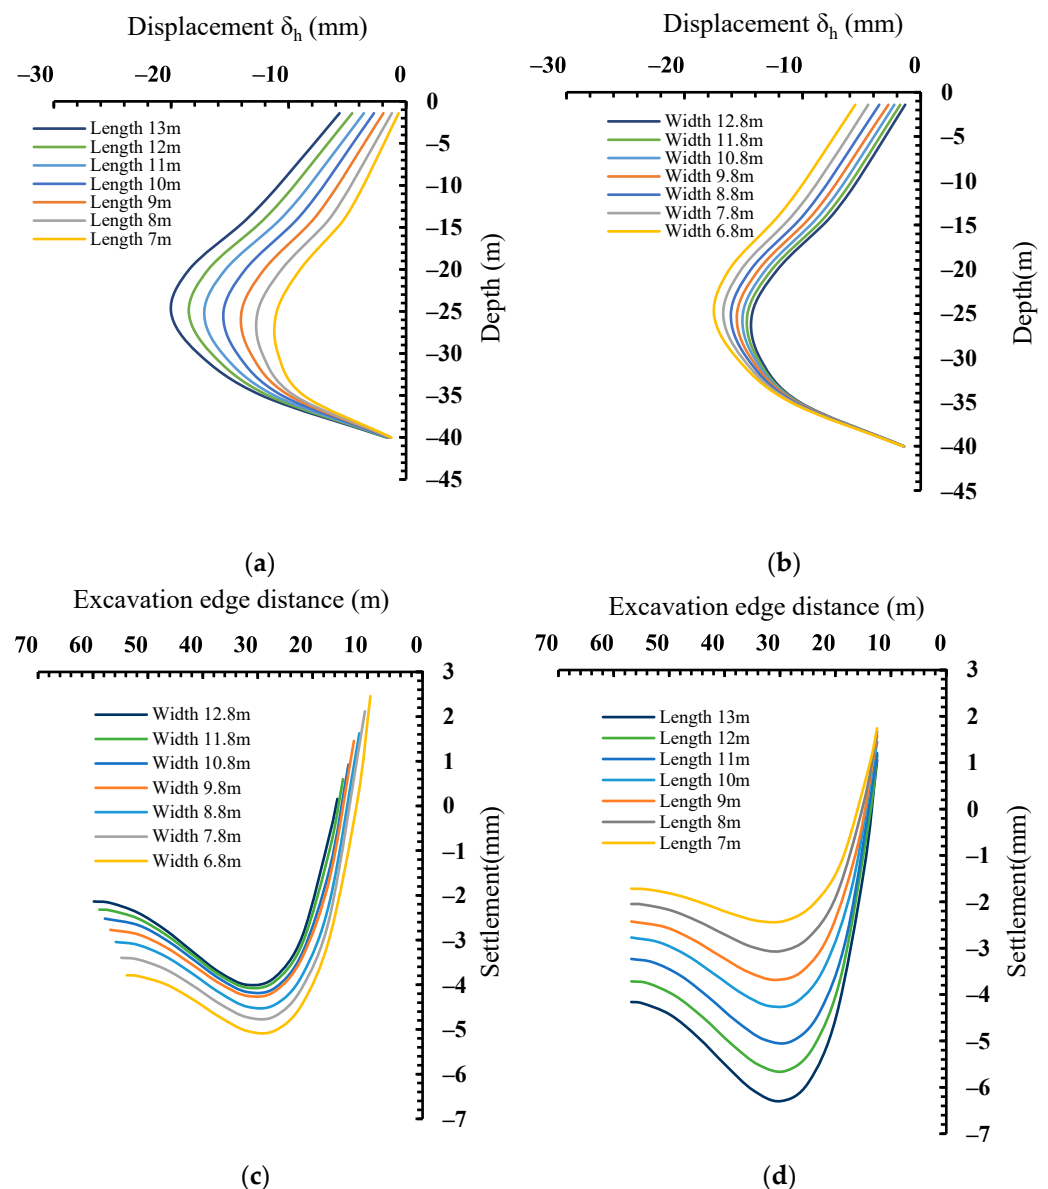 Displacement δh (mm)
–30 –20 –10 0
0
–5
–10
–15
–20
–25
–30
–35
–40
–45
Depth (m)
Length 13m
Length 12m
Length 11m
Length 10m
Length 9m
Length 8m
Length 7m
(a)
Displacement δh (mm)
–30 –20 –10 0
0
–5
–10
–15
–20
–25
–30
–35
–40
–45
Depth(m)
Width 12.8m
Width 11.8m
Width 10.8m
Width 9.8m
Width 8.8m
Width 7.8m
Width 6.8m
(b)
Excavation edge distance (m)
70 60 50 40 30 20 10 0
3
2
1
0
–1
–2
–3
–4
–5
–6
–7
Settlement(mm)
Width 12.8m
Width 11.8m
Width 10.8m
Width 9.8m
Width 8.8m
Width 7.8m
Width 6.8m
(c)
Excavation edge distance (m)
70 60 50 40 30 20 10 0
3
2
1
0
–1
–2
–3
–4
–5
–6
–7
Settlement(mm)
Length 13m
Length 12m
Length 11m
Length 10m
Length 9m
Length 8m
Length 7m
(d)